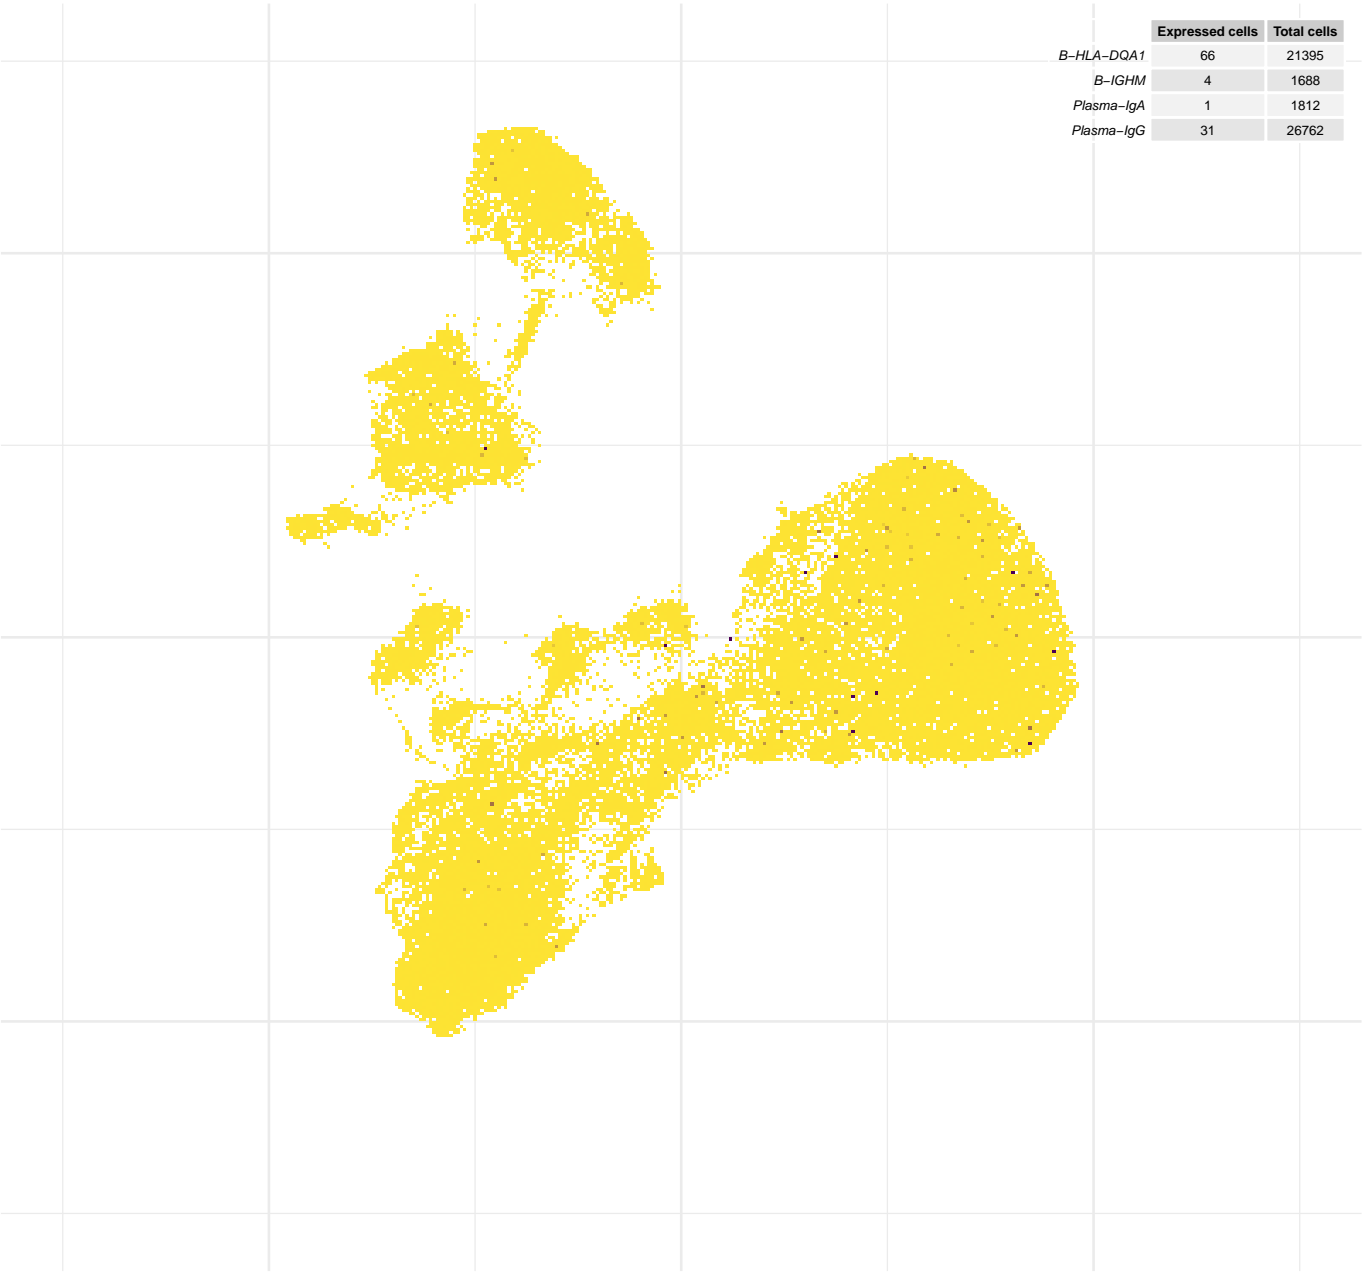 Expressed cells Total cells
B−HLA−DQA1 66 21395
B−IGHM 4 1688
Plasma−IgA 1 1812
Plasma−IgG 31 26762